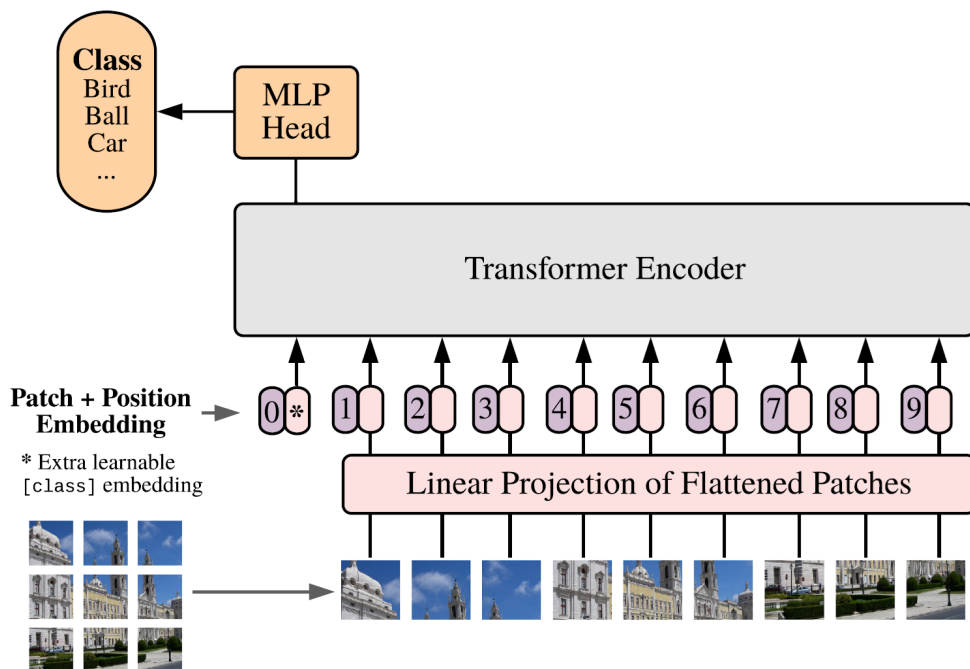 Class
Bird
Ball
Car
...
MLP
Head
Transformer Encoder
Patch + Position
Embedding
0 * 1 2 3 4 5 6 7 8 9
* Extra learnable
[class] embedding
Linear Projection of Flattened Patches